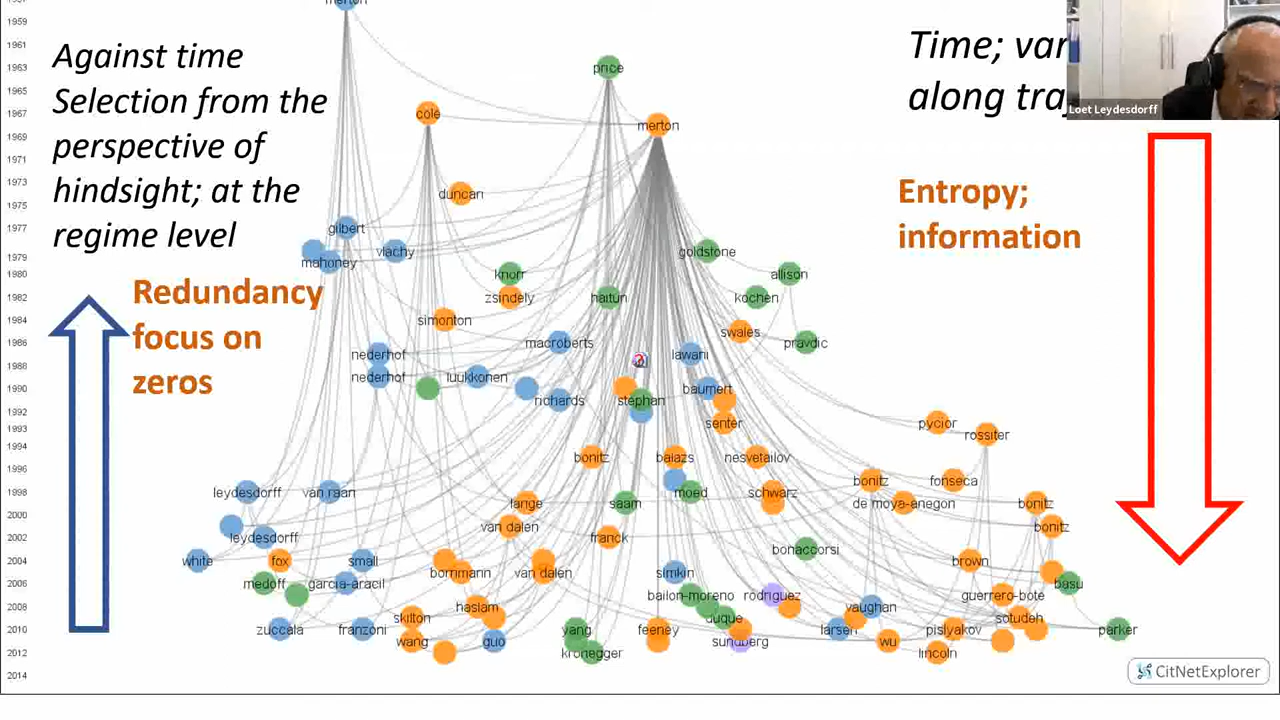 merton
1959
1961
1963
1965
1967
1969
1971
1973
1975
1977
1979
1980
1982
1984
1986
1988
1990
1992
1993
1994
1996
1998
2000
2002
2004
2006
2008
2010
2012
2014
Against time
Selection from the
perspective of
hindsight; at the
regime level
Redundancy
focus on
zeros
Time; var
along tra
Loet Leydesdorff
Entropy;
information
price
cole
merton
duncan
gilbert
mahoney
vlachy
goldstone
knorr
allison
zsindely
haitun
kochen
simonton
swales
macroberts
pravdic
nederhof
lawani
nederhof
luukkonen
baumert
richards
stephan
senter
pycior
rossiter
bonitz
balazs
nesvetailov
leydesdorff
van raan
lange
saam
moed
schwarz
bonitz
fonseca
de moya-anegon
bonitz
leydesdorff
van dalen
franck
bonitz
white
fox
small
bonaccorsi
brown
medoff
garcia-aracil
bornmann
van dalen
simkin
bailon-moreno
rodriguez
guerrero-bote
basu
skilton
haslam
duque
vaughan
sotudeh
zuccala
franzoni
wang
guo
yang
feeney
sundberg
larsen
wu
pislyakov
parker
kronegger
lincoln
CitNetExplorer